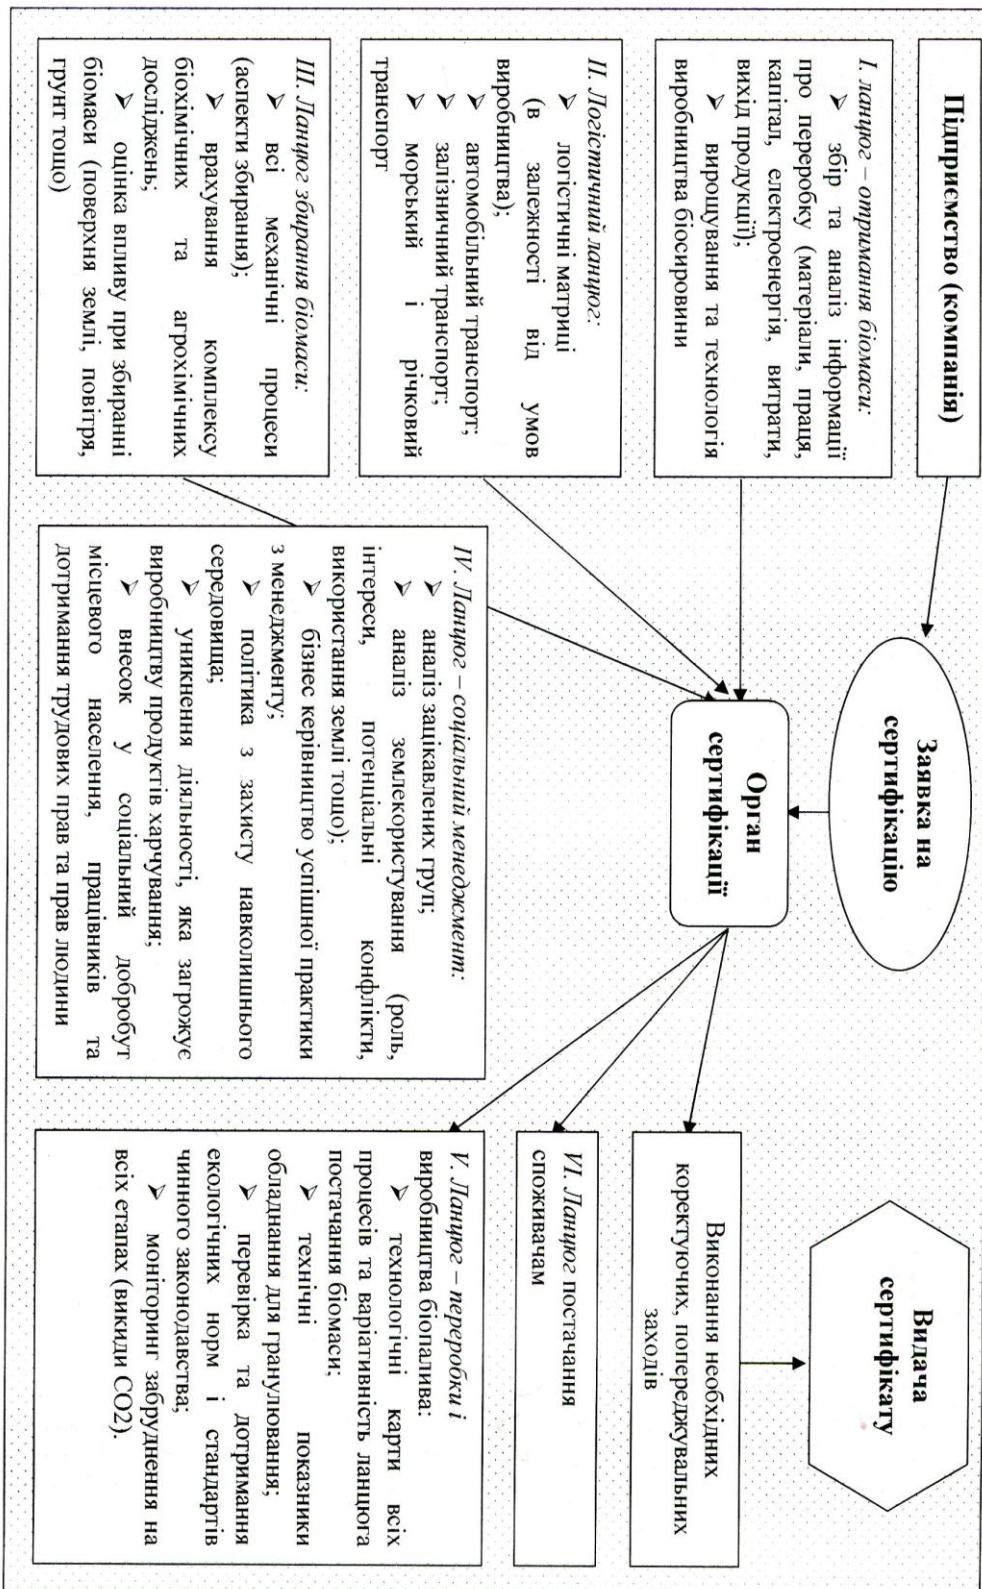 Підприємство (компанія)
Заявка на
сертифікацію
Видача
сертифікату
І. ланцюг – отримання біомаси:
➢ збір та аналіз інформації
про переробку (матеріали, праця,
капітал, електроенергія, витрати,
вихід продукції);
➢ вирощування та технологія
виробництва біосировини
Орган
сертифікації
Виконання необхідних
коректуючих, попереджувальних
заходів
ІІ. Логістичний ланцюг:
➢ логістичні матриці
(в залежності від умов
виробництва);
➢ автомобільний транспорт;
➢ залізничний транспорт;
➢ морський і річковий
транспорт
VI. Ланцюг постачання
споживачам
ІІІ. Ланцюг збирання біомаси:
➢ всі механічні процеси
(аспекти збирання);
➢ врахування комплексу
біохімічних та агрохімічних
досліджень;
➢ оцінка впливу при збиранні
біомаси (поверхня землі, повітря,
грунт тощо)
IV. Ланцюг – соціальний менеджмент:
➢ аналіз зацікавлених груп;
➢ аналіз землекористування (роль,
інтереси, потенціальні конфлікти,
використання землі тощо);
➢ бізнес керівництво успішної практики
з менеджменту;
➢ політика з захисту навколишнього
середовища;
➢ уникнення діяльності, яка загрожує
виробництву продуктів харчування;
➢ внесок у соціальний добробут
місцевого населення, працівників та
дотримання трудових прав та прав людини
V. Ланцюг – переробки і
виробництва біопалива:
➢ технологічні карти всіх
процесів та варіативність ланцюга
постачання біомаси;
➢ технічні показники
обладнання для гранулювання;
➢ перевірка та дотримання
екологічних норм і стандартів
чинного законодавства;
➢ моніторинг забруднення на
всіх етапах (викиди СО2).